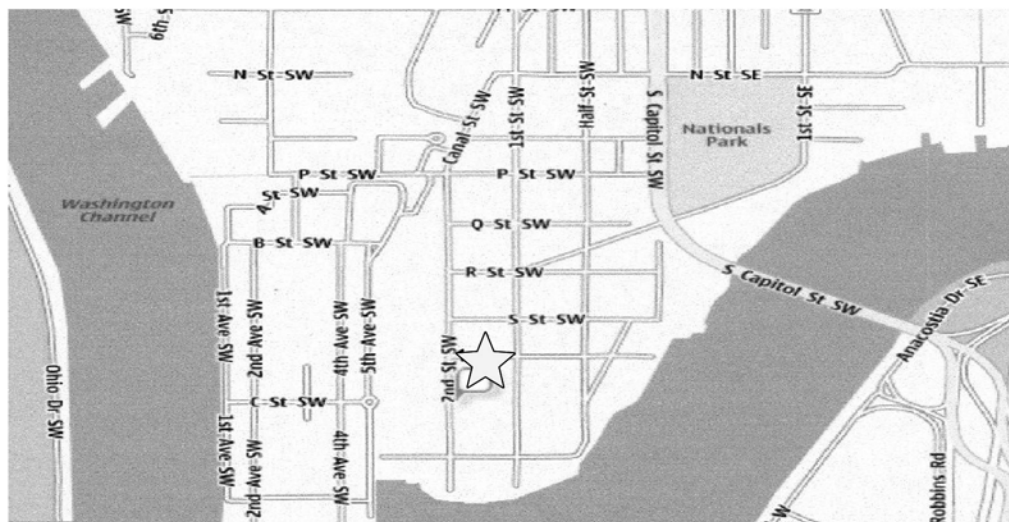 SW
6th S
N St SW
N St SE
Canal St SW
1st St SW
Half St SW
S Capitol St SW
1st St SE
Nationals
Park
P St SW
P St SW
Washington
Channel
A St SW
Q St SW
B St SW
R St SW
S Capitol St SW
Anacostia Dr SE
1st Ave SW
2nd Ave SW
4th Ave SW
5th Ave SW
S St SW
2nd St SW
Ohio Dr SW
C St SW
1st Ave SW
2nd Ave SW
4th Ave SW
Robbins Rd